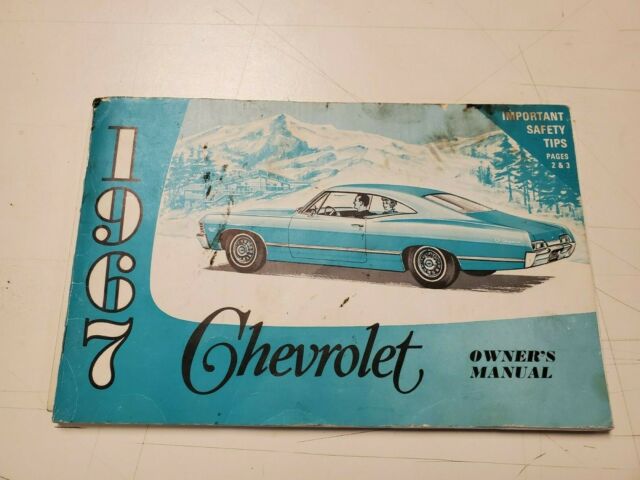 1967
IMPORTANT
SAFETY
TIPS
PAGES
2 & 3
Chevrolet
OWNER'S
MANUAL